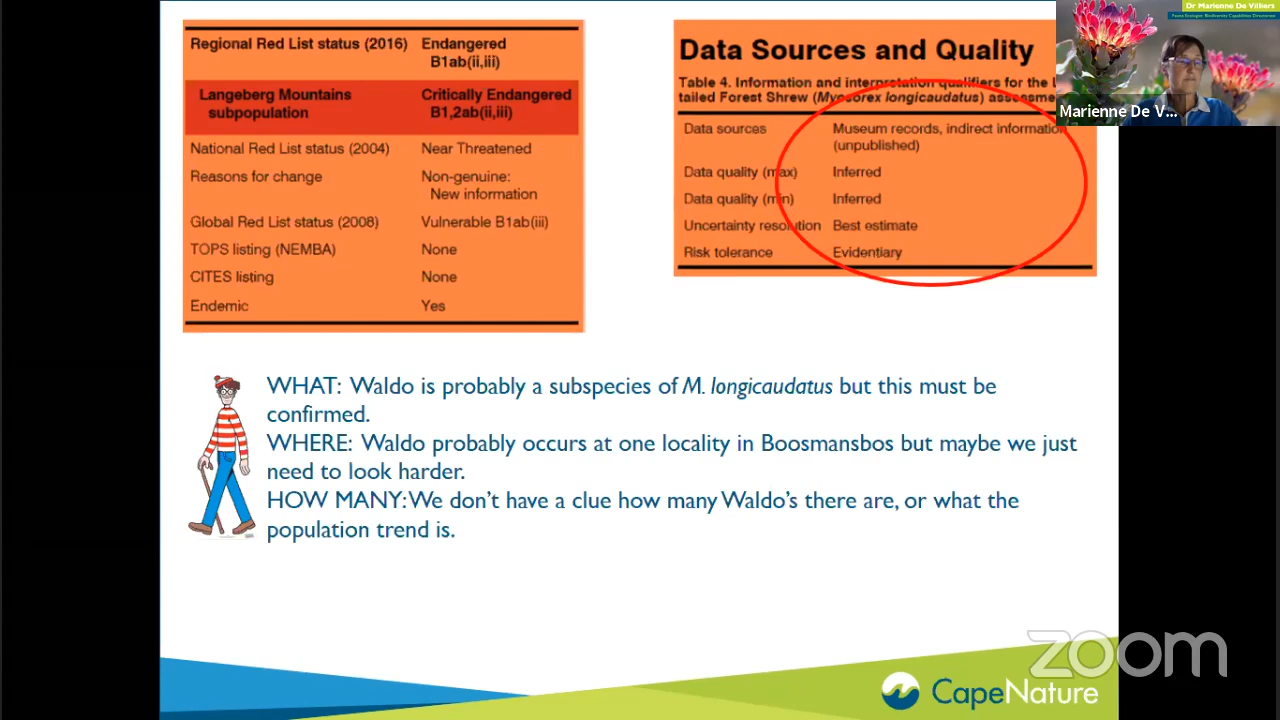 Dr Marienne De Villiers
Fauna Ecologist: Biodiversity Capabilities Directorate
Marienne De V...
Regional Red List status (2016) Endangered
B1ab(ii,iii)
Langeberg Mountains Critically Endangered
subpopulation B1,2ab(ii,iii)
National Red List status (2004) Near Threatened
Reasons for change Non-genuine:
New information
Global Red List status (2008) Vulnerable B1ab(iii)
TOPS listing (NEMBA) None
CITES listing None
Endemic Yes
Data Sources and Quality
Table 4. Information and interpretation qualifiers for the L
tailed Forest Shrew (Myosorex longicaudatus) assessme
Data sources Museum records, indirect information
(unpublished)
Data quality (max) Inferred
Data quality (min) Inferred
Uncertainty resolution Best estimate
Risk tolerance Evidentiary
WHAT: Waldo is probably a subspecies of M. longicaudatus but this must be
confirmed.
WHERE: Waldo probably occurs at one locality in Boosmansbos but maybe we just
need to look harder.
HOW MANY: We don't have a clue how many Waldo's there are, or what the
population trend is.
zoom
CapeNature